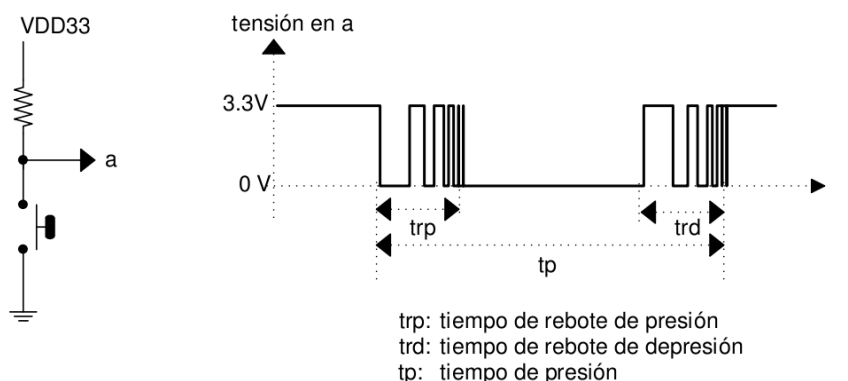 VDD33
a
tensión en a
3.3V
0 V
trp
trd
tp
trp: tiempo de rebote de presión
trd: tiempo de rebote de depresión
tp: tiempo de presión